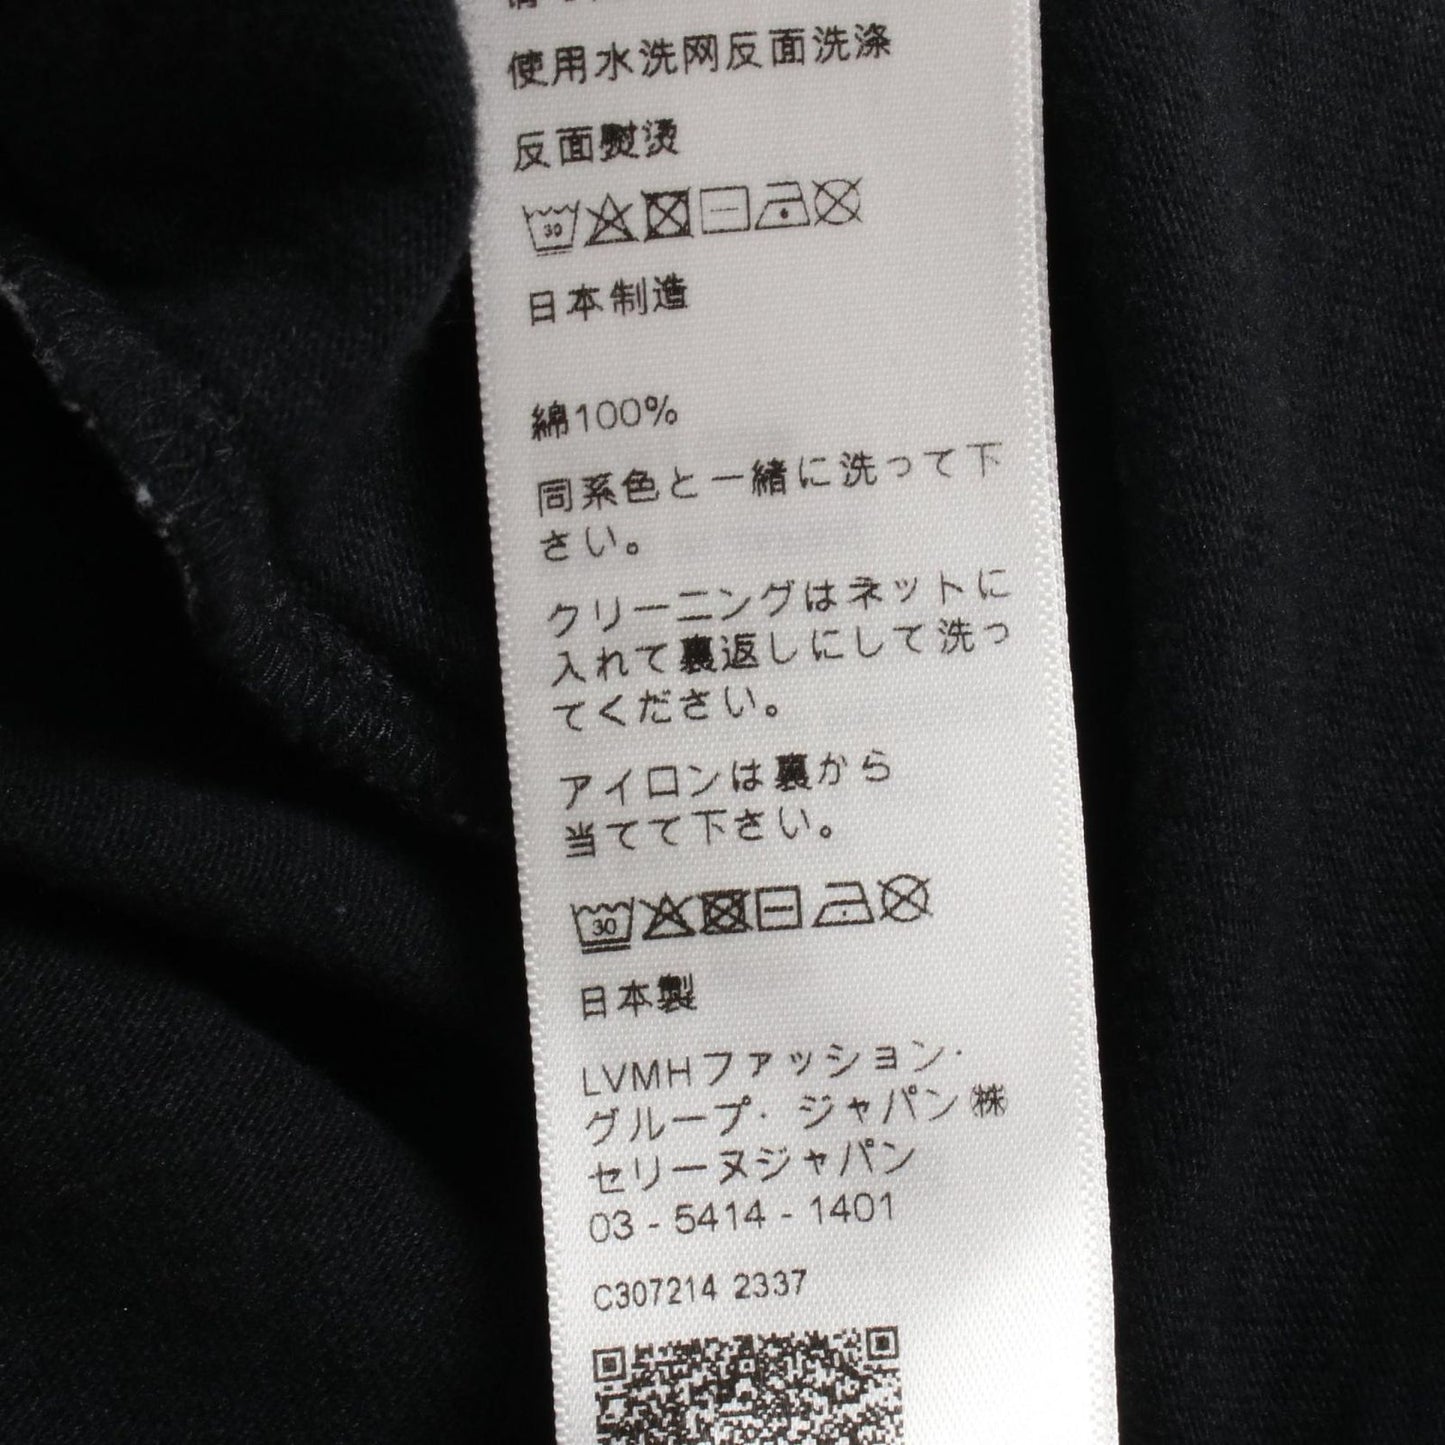 使用水洗网反面洗涤
反面熨烫
30
日本制造
綿100%
同系色と一緒に洗って下
さい。
クリーニングはネットに
入れて裏返しにして洗っ
てください。
アイロンは裏から
当てて下さい。
30
日本製
LVMHファッション・
グループ・ジャパン㈱
セリーヌジャパン
03 - 5414 - 1401
C307214 2337